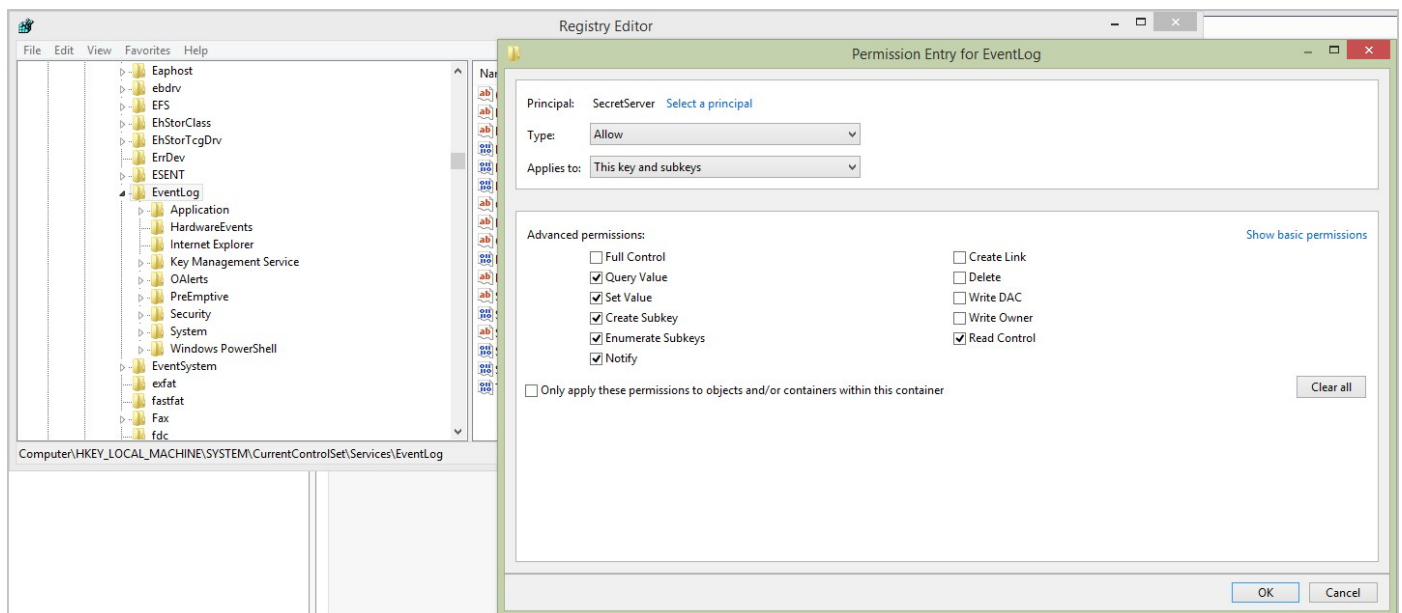 Registry Editor
File Edit View Favorites Help
Eaphost
ebdrv
EFS
EhStorClass
EhStorTcgDrv
ErrDev
ESENT
EventLog
Application
HardwareEvents
Internet Explorer
Key Management Service
OAlerts
PreEmptive
Security
System
Windows PowerShell
EventSystem
exfat
fastfat
Fax
fdc
Computer\HKEY_LOCAL_MACHINE\SYSTEM\CurrentControlSet\Services\EventLog
Permission Entry for EventLog
Principal: SecretServer Select a principal
Type: Allow
Applies to: This key and subkeys
Advanced permissions: Show basic permissions
Full Control Create Link
Query Value Delete
Set Value Write DAC
Create Subkey Write Owner
Enumerate Subkeys Read Control
Notify
Only apply these permissions to objects and/or containers within this container Clear all
OK Cancel